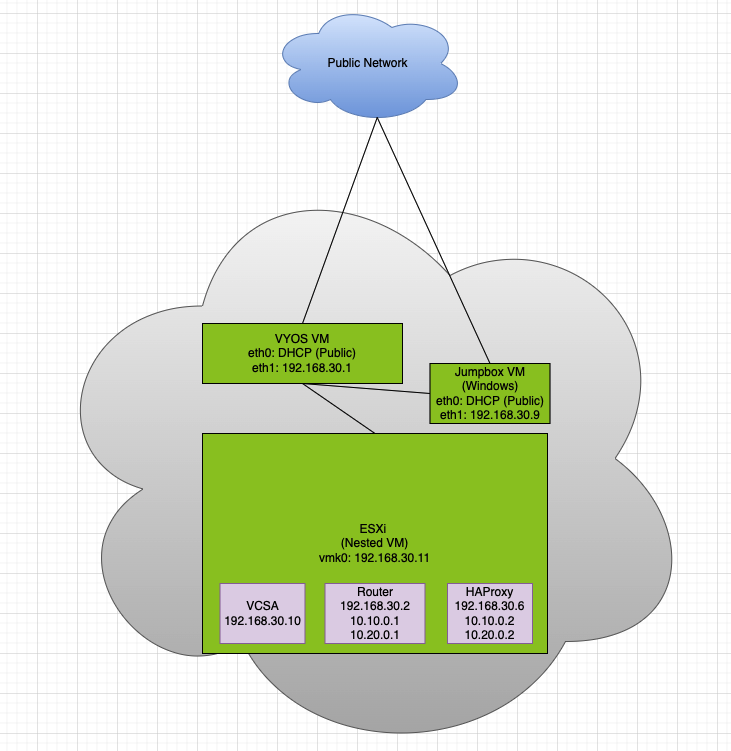 Public Network
VYOS VM
eth0: DHCP (Public)
eth1: 192.168.30.1
Jumpbox VM
(Windows)
eth0: DHCP (Public)
eth1: 192.168.30.9
ESXi
(Nested VM)
vmk0: 192.168.30.11
VCSA
192.168.30.10
Router
192.168.30.2
10.10.0.1
10.20.0.1
HAProxy
192.168.30.6
10.10.0.2
10.20.0.2